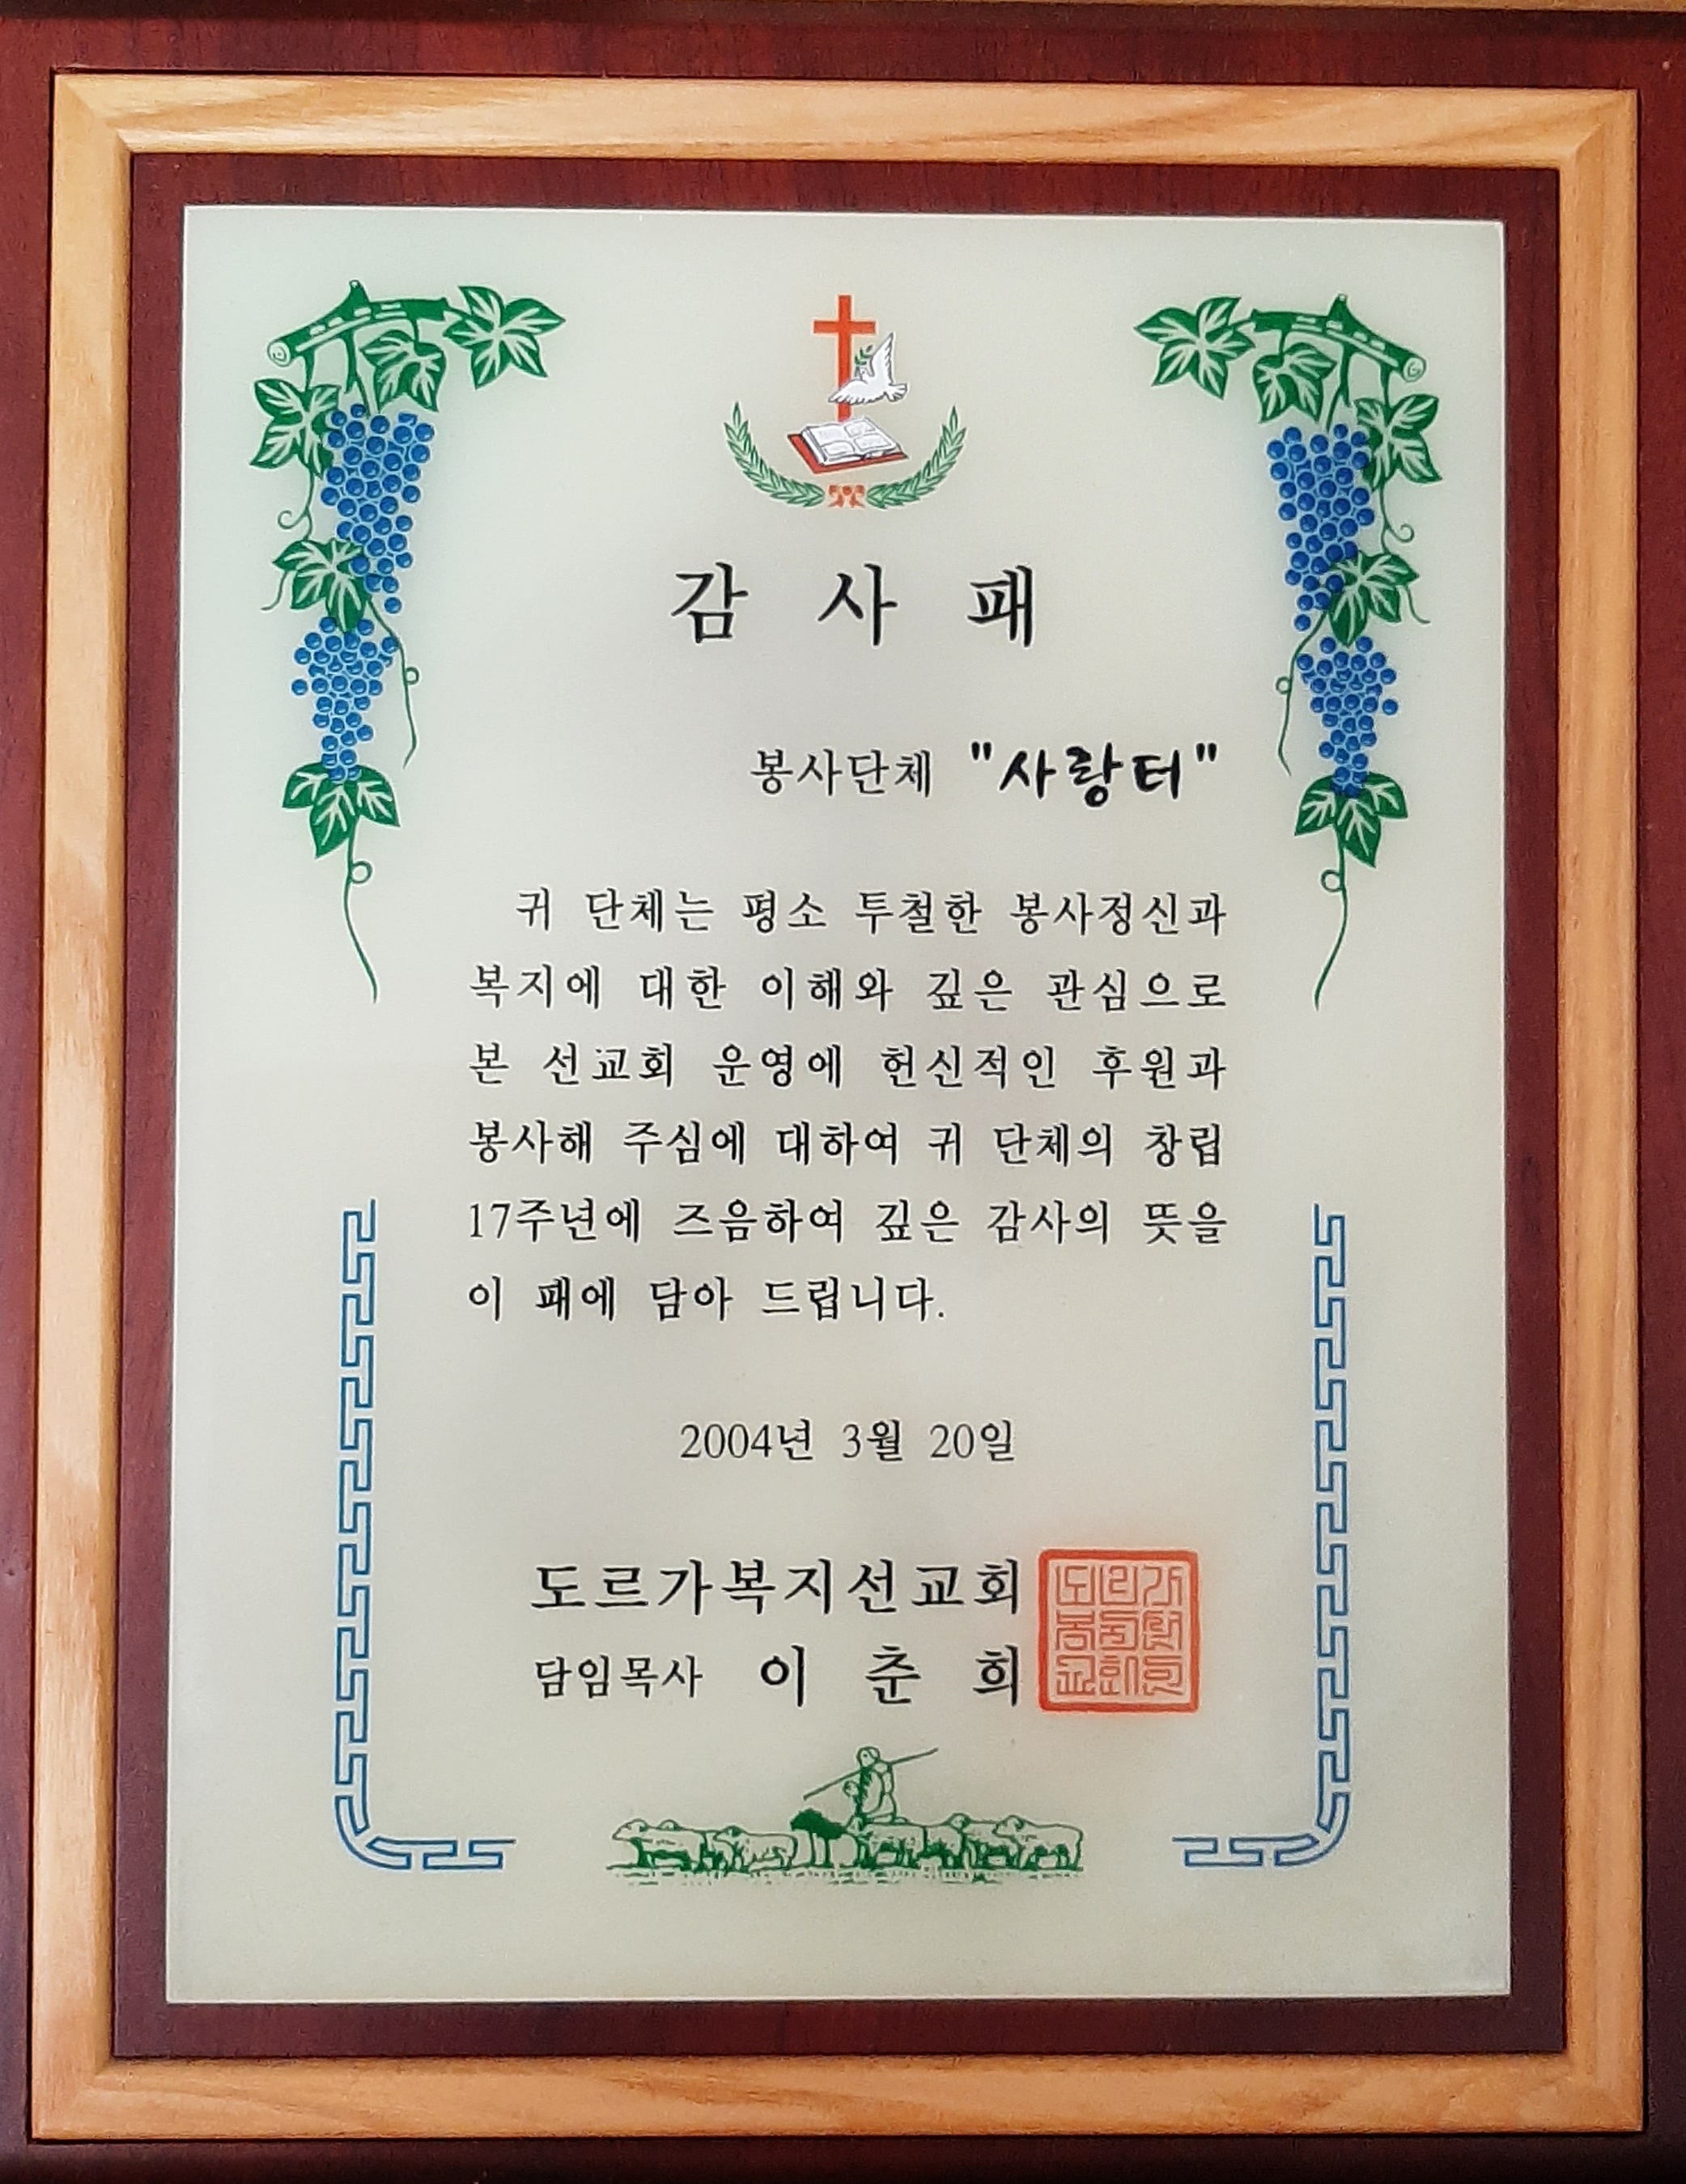 감 사 패
봉사단체 "사랑터"
귀 단체는 평소 투철한 봉사정신과
복지에 대한 이해와 깊은 관심으로
본 선교회 운영에 헌신적인 후원과
봉사해 주심에 대하여 귀 단체의 창립
17주년에 즈음하여 깊은 감사의 뜻을
이 패에 담아 드립니다.
2004년 3월 20일
도르가복지선교회
담임목사 이 춘 희